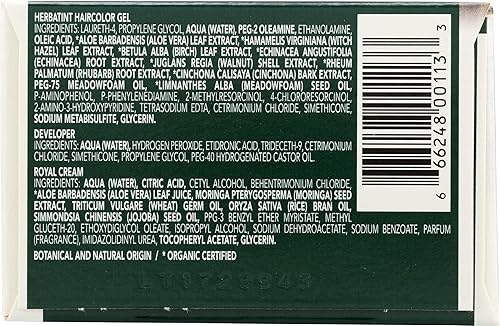 HERBATINT HAIRCOLOR GEL
INGREDIENTS: LAURETH-4, PROPYLENE GLYCOL, AQUA (WATER), PEG-2 OLEAMINE, ETHANOLAMINE,
OLEIC ACID, *ALOE BARBADENSIS (ALOE VERA) LEAF EXTRACT, *HAMAMELIS VIRGINIANA (WITCH
HAZEL) LEAF EXTRACT, *BETULA ALBA (BIRCH) LEAF EXTRACT, *ECHINACEA ANGUSTIFOLIA
(ECHINACEA) ROOT EXTRACT, *JUGLANS REGIA (WALNUT) SHELL EXTRACT, *RHEUM
PALMATUM (RHUBARB) ROOT EXTRACT, *CINCHONA CALISAYA (CINCHONA) BARK EXTRACT,
PEG-75 MEADOWFOAM OIL, *LIMNANTHES ALBA (MEADOWFOAM) SEED OIL,
P-AMINOPHENOL, P-PHENYLENEDIAMINE, 2-METHYLRESORCINOL, 4-CHLORORESORCINOL,
2-AMINO-3-HYDROXYPYRIDINE, TETRASODIUM EDTA, CETRIMONIUM CHLORIDE, SIMETHICONE,
SODIUM METABISULFITE, GLYCERIN.
DEVELOPER
INGREDIENTS: AQUA (WATER), HYDROGEN PEROXIDE, ETIDRONIC ACID, TRIDECETH-9, CETRIMONIUM
CHLORIDE, SIMETHICONE, PROPYLENE GLYCOL, PEG-40 HYDROGENATED CASTOR OIL.
ROYAL CREAM
INGREDIENTS: AQUA (WATER), CITRIC ACID, CETYL ALCOHOL, BEHENTRIMONIUM CHLORIDE,
*ALOE BARBADENSIS (ALOE VERA) LEAF JUICE, MORINGA PTERYGOSPERMA (MORINGA) SEED
EXTRACT, TRITICUM VULGARE (WHEAT) GERM OIL, ORYZA SATIVA (RICE) BRAN OIL,
SIMMONDSIA CHINENSIS (JOJOBA) SEED OIL, PPG-3 BENZYL ETHER MYRISTATE, METHYL
GLUCETH-20, ETHOXYDIGLYCOL OLEATE, ISOPROPYL ALCOHOL, SODIUM DEHYDROACETATE, SODIUM BENZOATE, PARFUM
(FRAGRANCE), IMIDAZOLIDINYL UREA, TOCOPHERYL ACETATE, GLYCERIN.
BOTANICAL AND NATURAL ORIGIN / * ORGANIC CERTIFIED
6 66248 00113 3